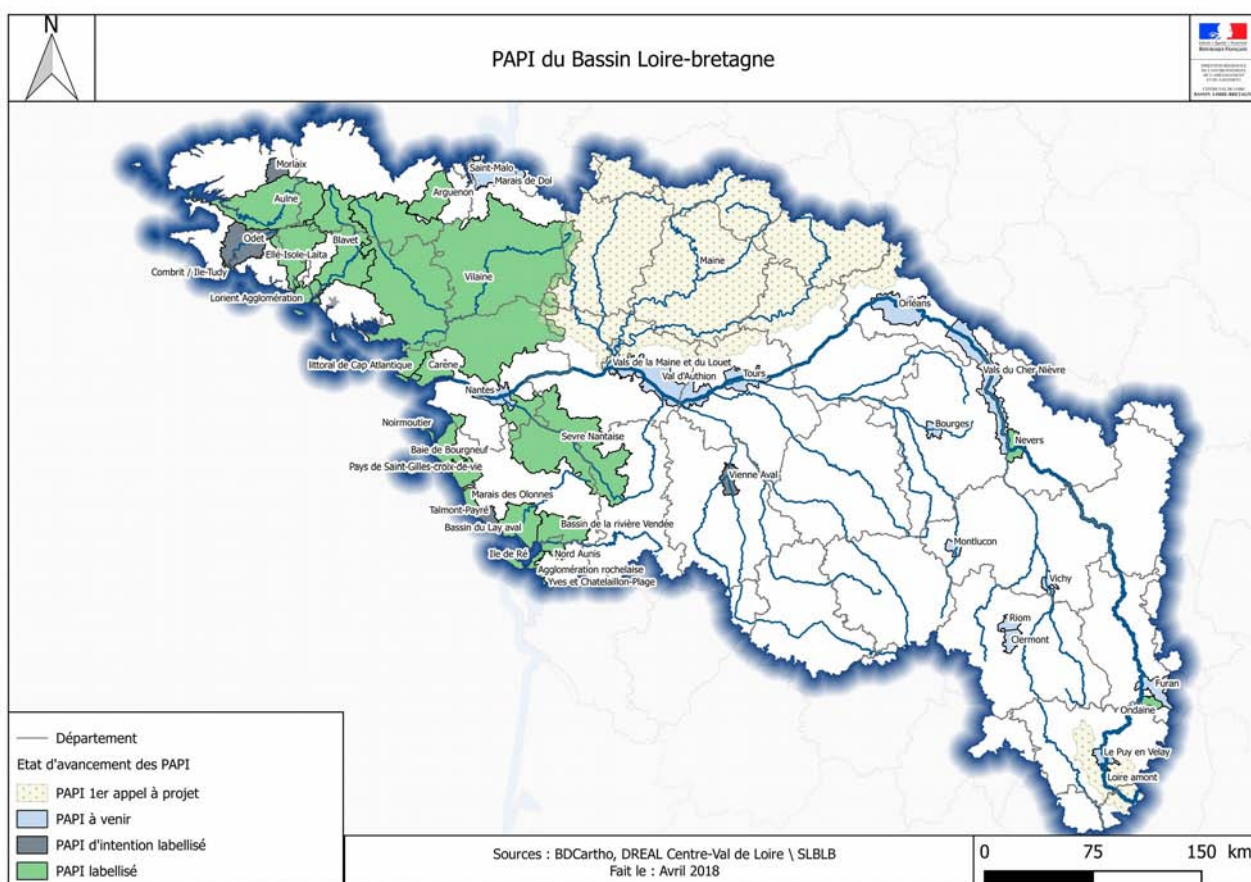 N
PAPI du Bassin Loire-bretagne
Morlaix
Saint-Malo
Marais de Dol
Arguenon
Aulne
Odet
Blavet
Ellé-Isole-Laïta
Combrit / Ile-Tudy
Vilaine
Maine
Lorient Agglomération
Orléans
littoral de Cap Atlantique
Carène
Vals de la Maine et du Louet
Val d'Authion
Tours
Vals du Cher Nièvre
Nantes
Noirmoutier
Sevre Nantaise
Bourges
Nevers
Baie de Bourgneuf
Pays de Saint-Gilles-croix-de-vie
Vienne Aval
Marais des Olonnes
Talmont-Payré
Bassin du Lay aval
Bassin de la rivière Vendée
Ile de Ré
Nord Aunis
Montlucon
Agglomération rochelaise
Yves et Chatelaillon-Plage
Vichy
Riom
Clermont
Furan
Ondaine
Le Puy en Velay
Loire amont
Département
Etat d'avancement des PAPI
PAPI 1er appel à projet
PAPI à venir
PAPI d'intention labellisé
PAPI labellisé
Sources : BDCartho, DREAL Centre-Val de Loire \ SLBLB
Fait le : Avril 2018
0 75 150 km